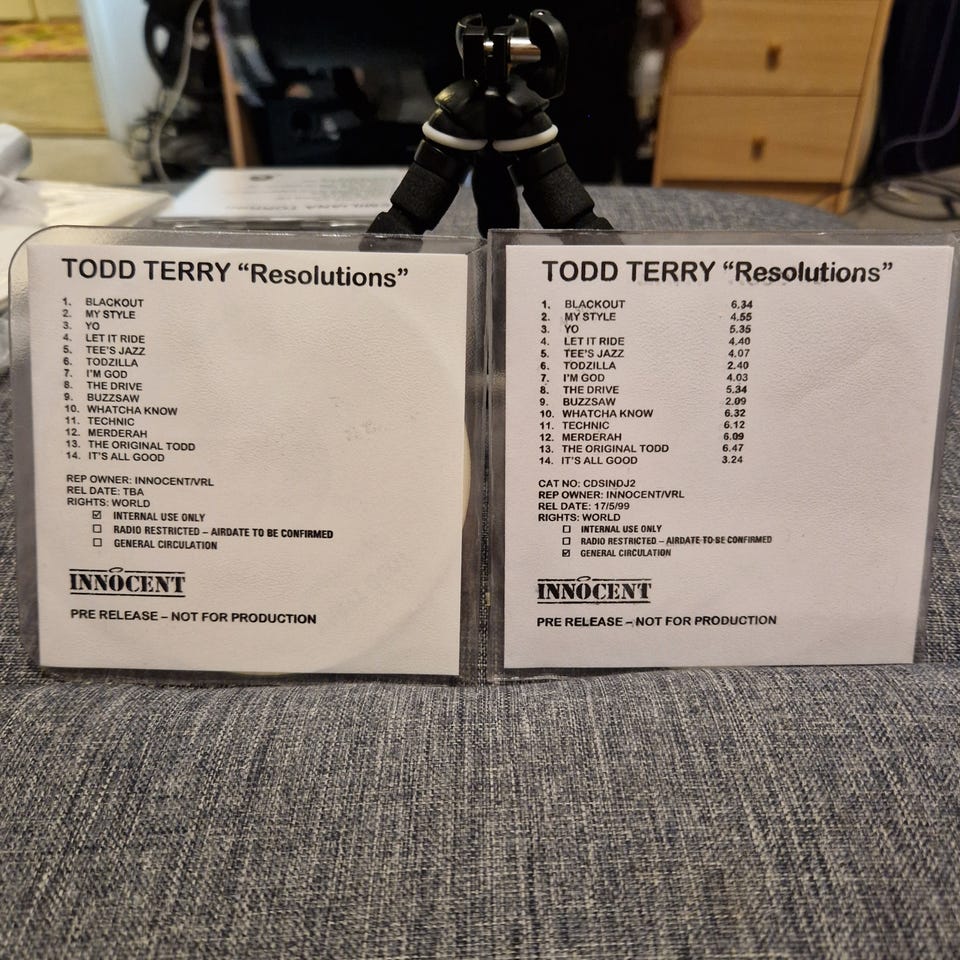 TODD TERRY “Resolutions”
1. BLACKOUT
2. MY STYLE
3. YO
4. LET IT RIDE
5. TEE'S JAZZ
6. TODZILLA
7. I'M GOD
8. THE DRIVE
9. BUZZSAW
10. WHATCHA KNOW
11. TECHNIC
12. MERDERAH
13. THE ORIGINAL TODD
14. IT'S ALL GOOD
REP OWNER: INNOCENT/VRL
REL DATE: TBA
RIGHTS: WORLD
☑ INTERNAL USE ONLY
☐ RADIO RESTRICTED – AIRDATE TO BE CONFIRMED
☐ GENERAL CIRCULATION
INNOCENT
PRE RELEASE – NOT FOR PRODUCTION
TODD TERRY “Resolutions”
1. BLACKOUT 6.34
2. MY STYLE 4.55
3. YO 5.35
4. LET IT RIDE 4.40
5. TEE'S JAZZ 4.07
6. TODZILLA 2.40
7. I'M GOD 4.03
8. THE DRIVE 5.34
9. BUZZSAW 2.09
10. WHATCHA KNOW 6.32
11. TECHNIC 6.12
12. MERDERAH 6.09
13. THE ORIGINAL TODD 6.47
14. IT'S ALL GOOD 3.24
CAT NO: CDSINDJ2
REP OWNER: INNOCENT/VRL
REL DATE: 17/5/99
RIGHTS: WORLD
☐ INTERNAL USE ONLY
☐ RADIO RESTRICTED – AIRDATE TO BE CONFIRMED
☑ GENERAL CIRCULATION
INNOCENT
PRE RELEASE – NOT FOR PRODUCTION